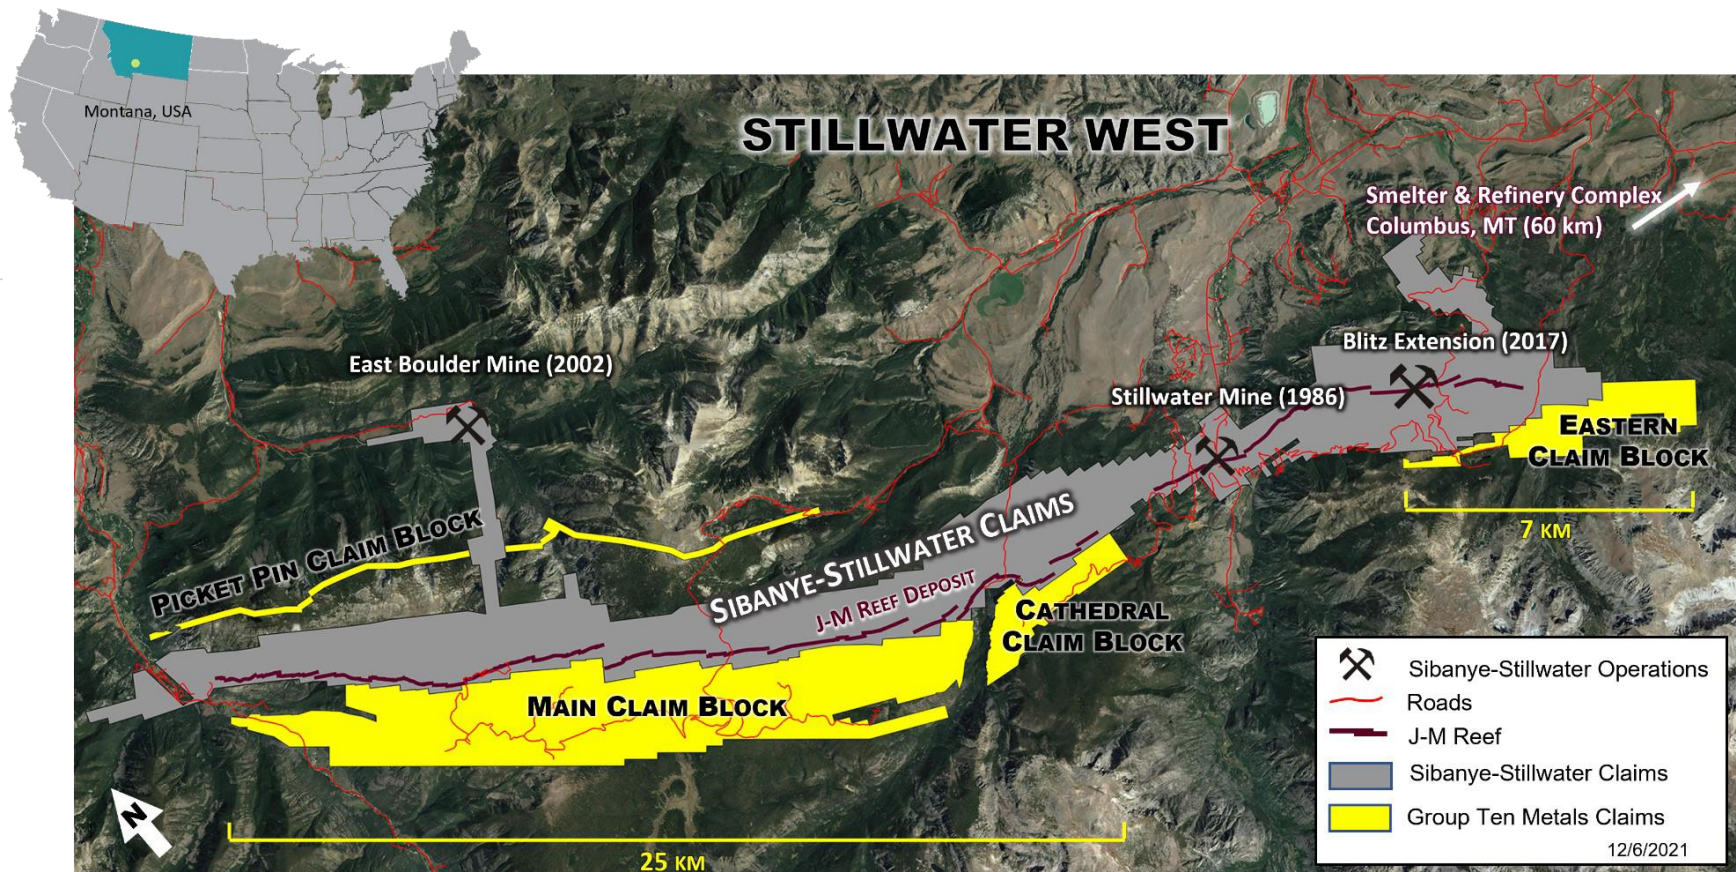 Montana, USA
STILLWATER WEST
Smelter & Refinery Complex
Columbus, MT (60 km)
East Boulder Mine (2002)
Blitz Extension (2017)
Stillwater Mine (1986)
EASTERN
CLAIM BLOCK
7 KM
PICKET PIN CLAIM BLOCK
SIBANYE-STILLWATER CLAIMS
J-M REEF DEPOSIT
CATHEDRAL
CLAIM BLOCK
MAIN CLAIM BLOCK
N
25 KM
Sibanye-Stillwater Operations
Roads
J-M Reef
Sibanye-Stillwater Claims
Group Ten Metals Claims
12/6/2021